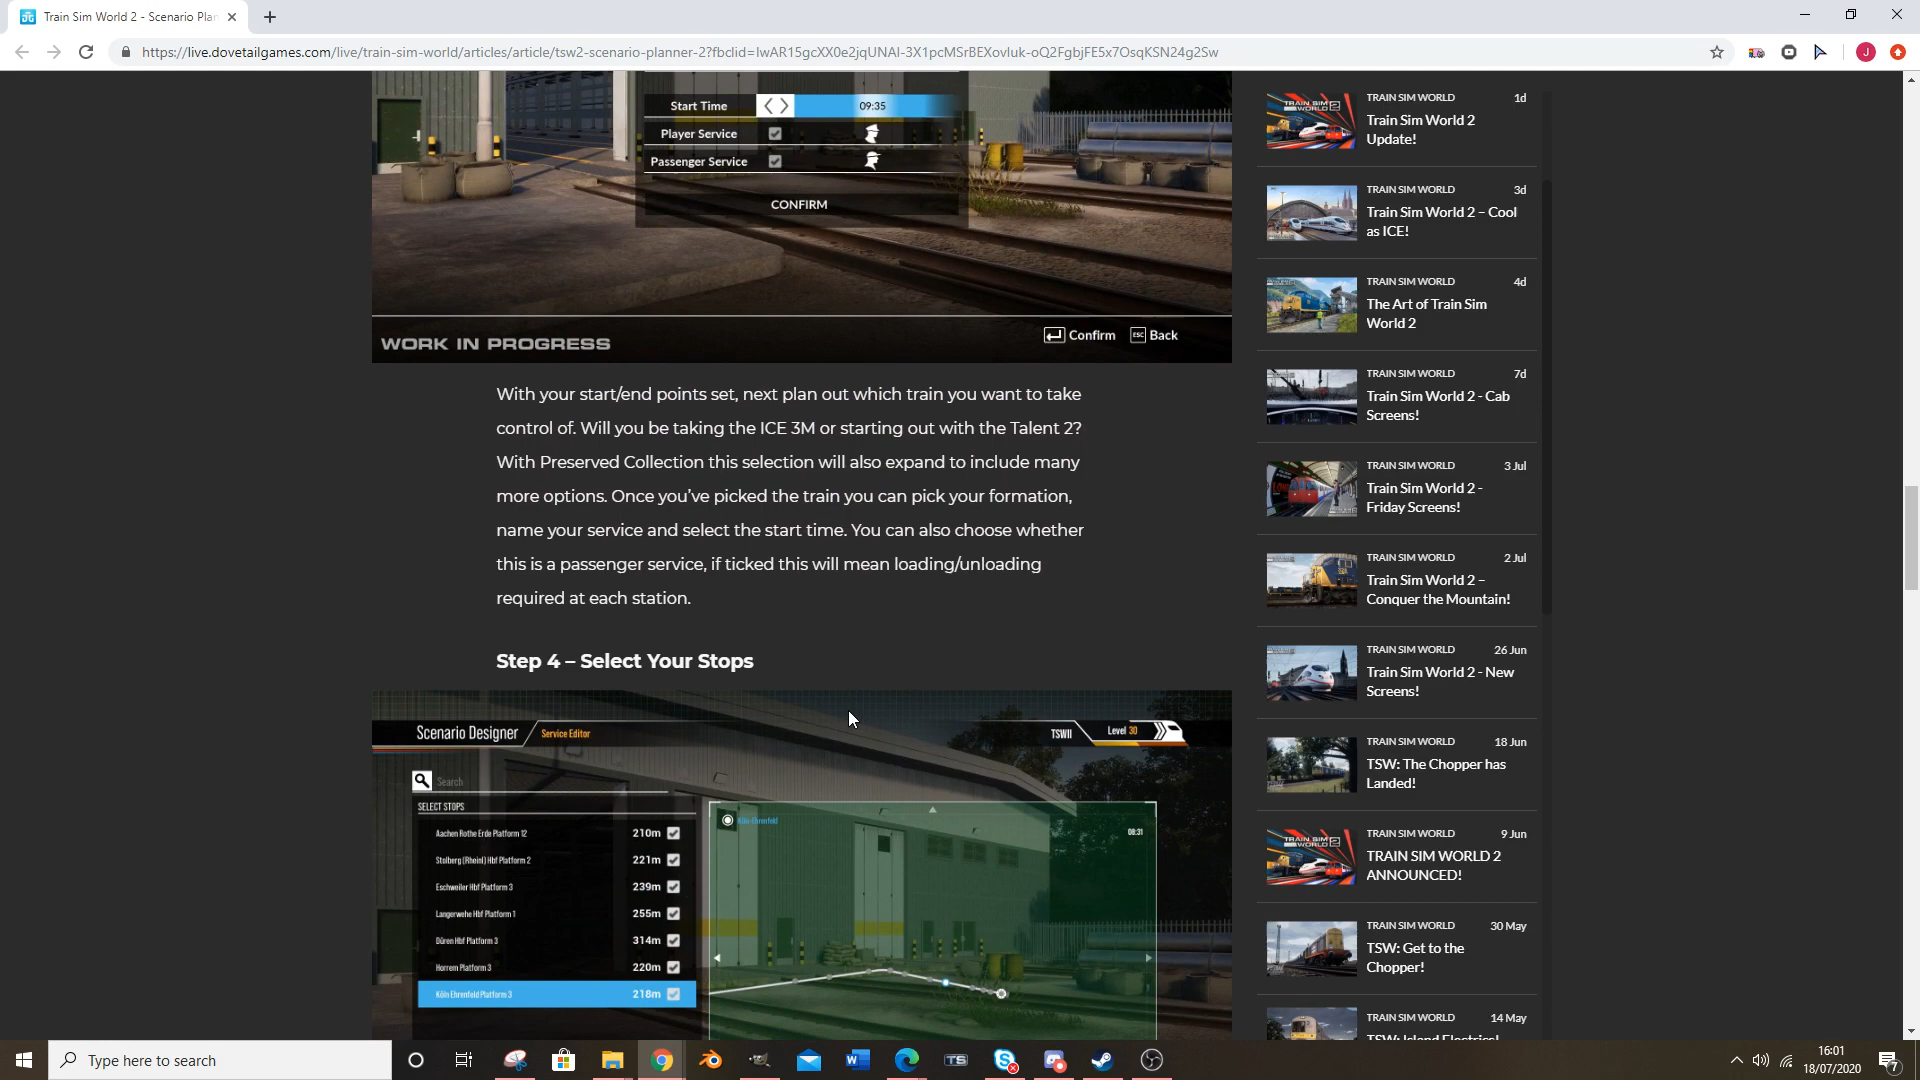 Train Sim World 2 - Scenario Plan
https://live.dovetailgames.com/live/train-sim-world/articles/article/tsw2-scenario-planner-2?fbclid=IwAR15gcXX0e2jqUNAI-3X1pcMSrBEXovluk-oQ2FgbjFE5x7OsqKSN24g2Sw
J
Start Time 09:35
Player Service
Passenger Service
CONFIRM
WORK IN PROGRESS
Confirm ESC Back
With your start/end points set, next plan out which train you want to take
control of. Will you be taking the ICE 3M or starting out with the Talent 2?
With Preserved Collection this selection will also expand to include many
more options. Once you've picked the train you can pick your formation,
name your service and select the start time. You can also choose whether
this is a passenger service, if ticked this will mean loading/unloading
required at each station.
Step 4 – Select Your Stops
Scenario Designer Service Editor
TSWII Level 30
Search
SELECT STOPS
Aachen Rothe Erde Platform 12 210m
Stolberg (Rheinl) Hbf Platform 2 221m
Eschweiler Hbf Platform 3 239m
Langerwehe Hbf Platform 1 255m
Düren Hbf Platform 3 314m
Horrem Platform 3 220m
Köln Ehrenfeld Platform 3 218m
Köln-Ehrenfeld
08:31
TRAIN SIM WORLD 1d
Train Sim World 2
Update!
TRAIN SIM WORLD 3d
Train Sim World 2 – Cool
as ICE!
TRAIN SIM WORLD 4d
The Art of Train Sim
World 2
TRAIN SIM WORLD 7d
Train Sim World 2 - Cab
Screens!
TRAIN SIM WORLD 3 Jul
Train Sim World 2 -
Friday Screens!
TRAIN SIM WORLD 2 Jul
Train Sim World 2 –
Conquer the Mountain!
TRAIN SIM WORLD 26 Jun
Train Sim World 2 - New
Screens!
TRAIN SIM WORLD 18 Jun
TSW: The Chopper has
Landed!
TRAIN SIM WORLD 9 Jun
TRAIN SIM WORLD 2
ANNOUNCED!
TRAIN SIM WORLD 30 May
TSW: Get to the
Chopper!
TRAIN SIM WORLD 14 May
TSW: Island Electrics!
Type here to search
TS
16:01
18/07/2020
7